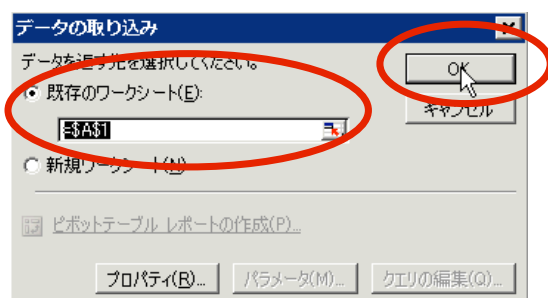 データの取り込み
データを返す先を選択してください。
OK
既存のワークシート(E):
キャンセル
=$A$1
新規ワークシート(N)
ピボットテーブル レポートの作成(P)...
プロパティ(R)...
パラメータ(M)...
クエリの編集(Q)...